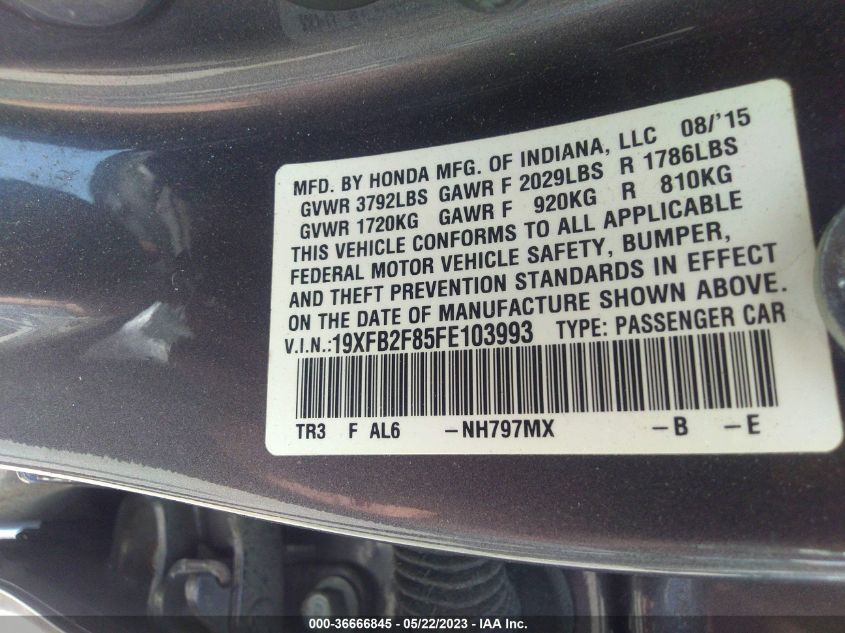 MFD. BY HONDA MFG. OF INDIANA, LLC 08/'15
GVWR 3792LBS GAWR F 2029LBS R 1786LBS
GVWR 1720KG GAWR F 920KG R 810KG
THIS VEHICLE CONFORMS TO ALL APPLICABLE
FEDERAL MOTOR VEHICLE SAFETY, BUMPER,
AND THEFT PREVENTION STANDARDS IN EFFECT
ON THE DATE OF MANUFACTURE SHOWN ABOVE.
V.I.N.:19XFB2F85FE103993 TYPE: PASSENGER CAR
TR3 F AL6 -NH797MX -B -E
000-36666845 / 05/22/2023 - IAA Inc.